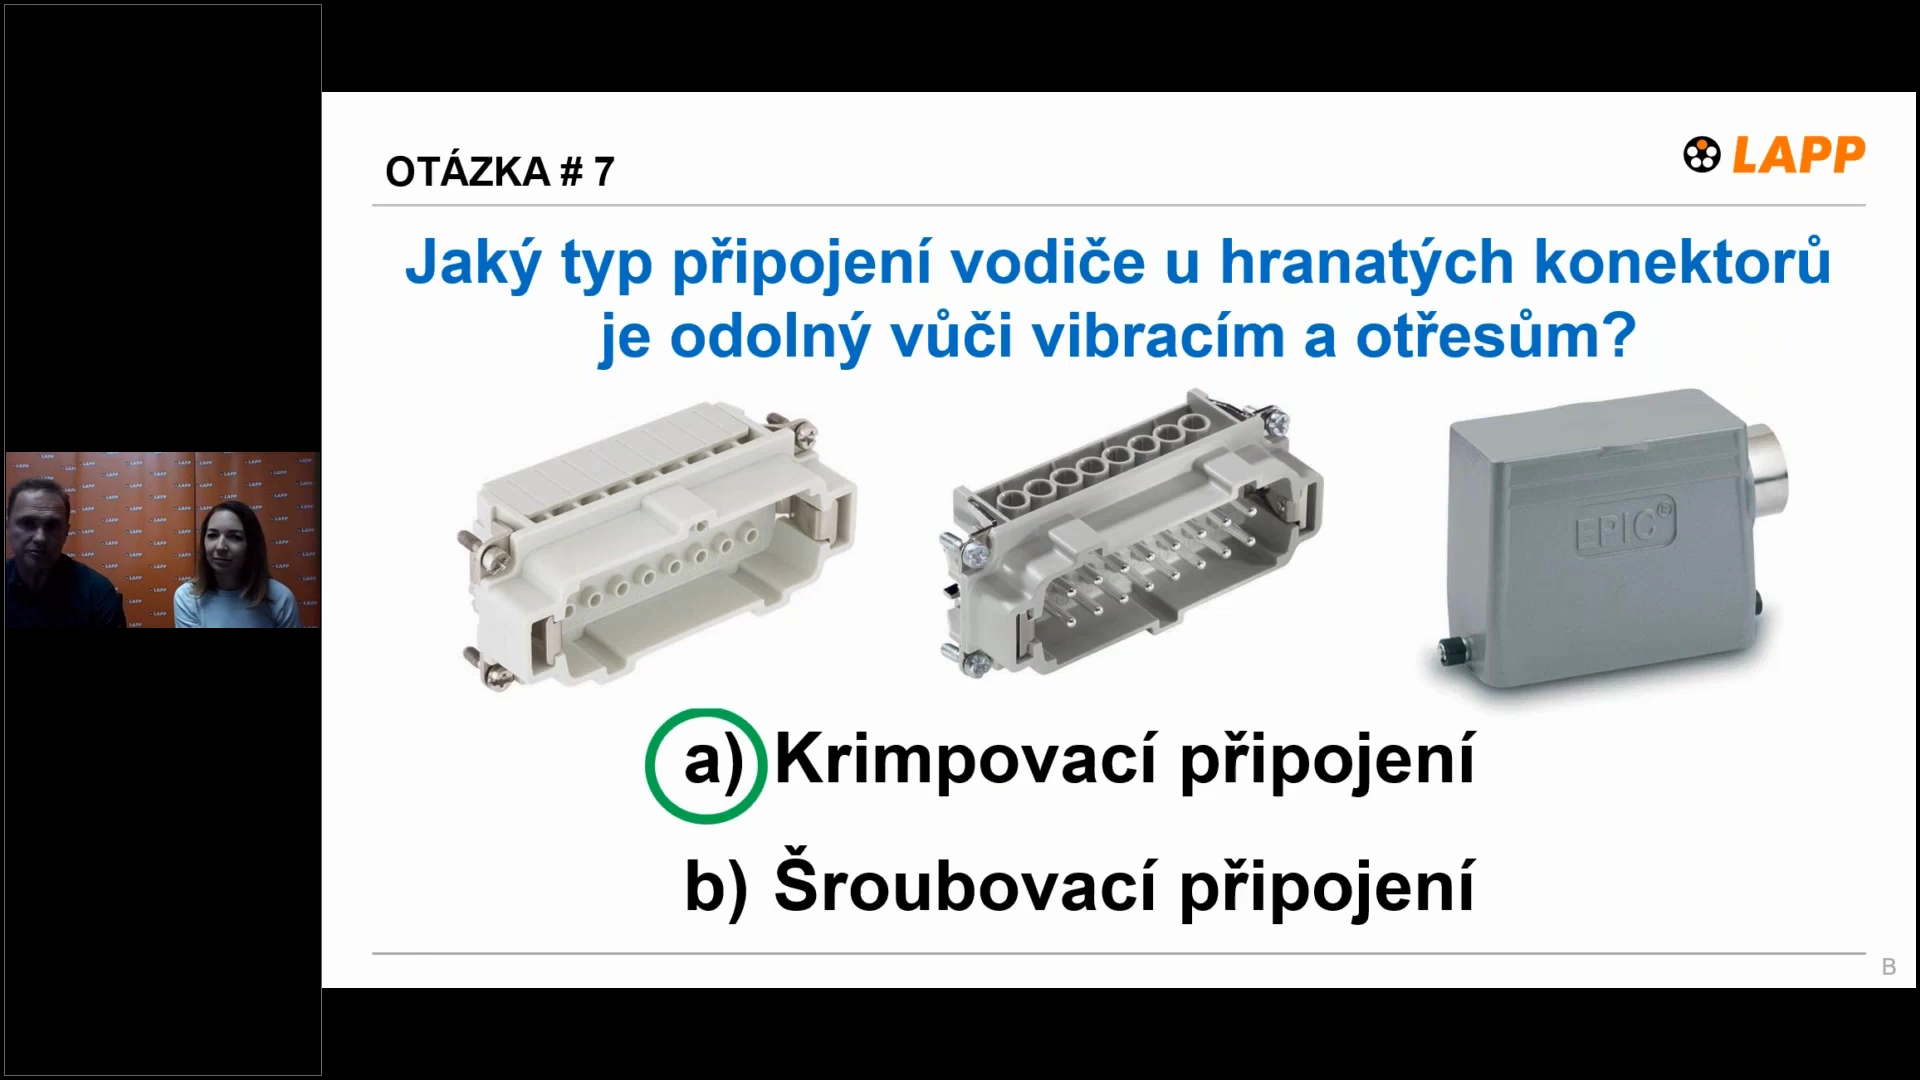 OTÁZKA # 7
LAPP
Jaký typ připojení vodiče u hranatých konektorů
je odolný vůči vibracím a otřesům?
EPIC®
a) Krimpovací připojení
b) Šroubovací připojení
B
LAPP